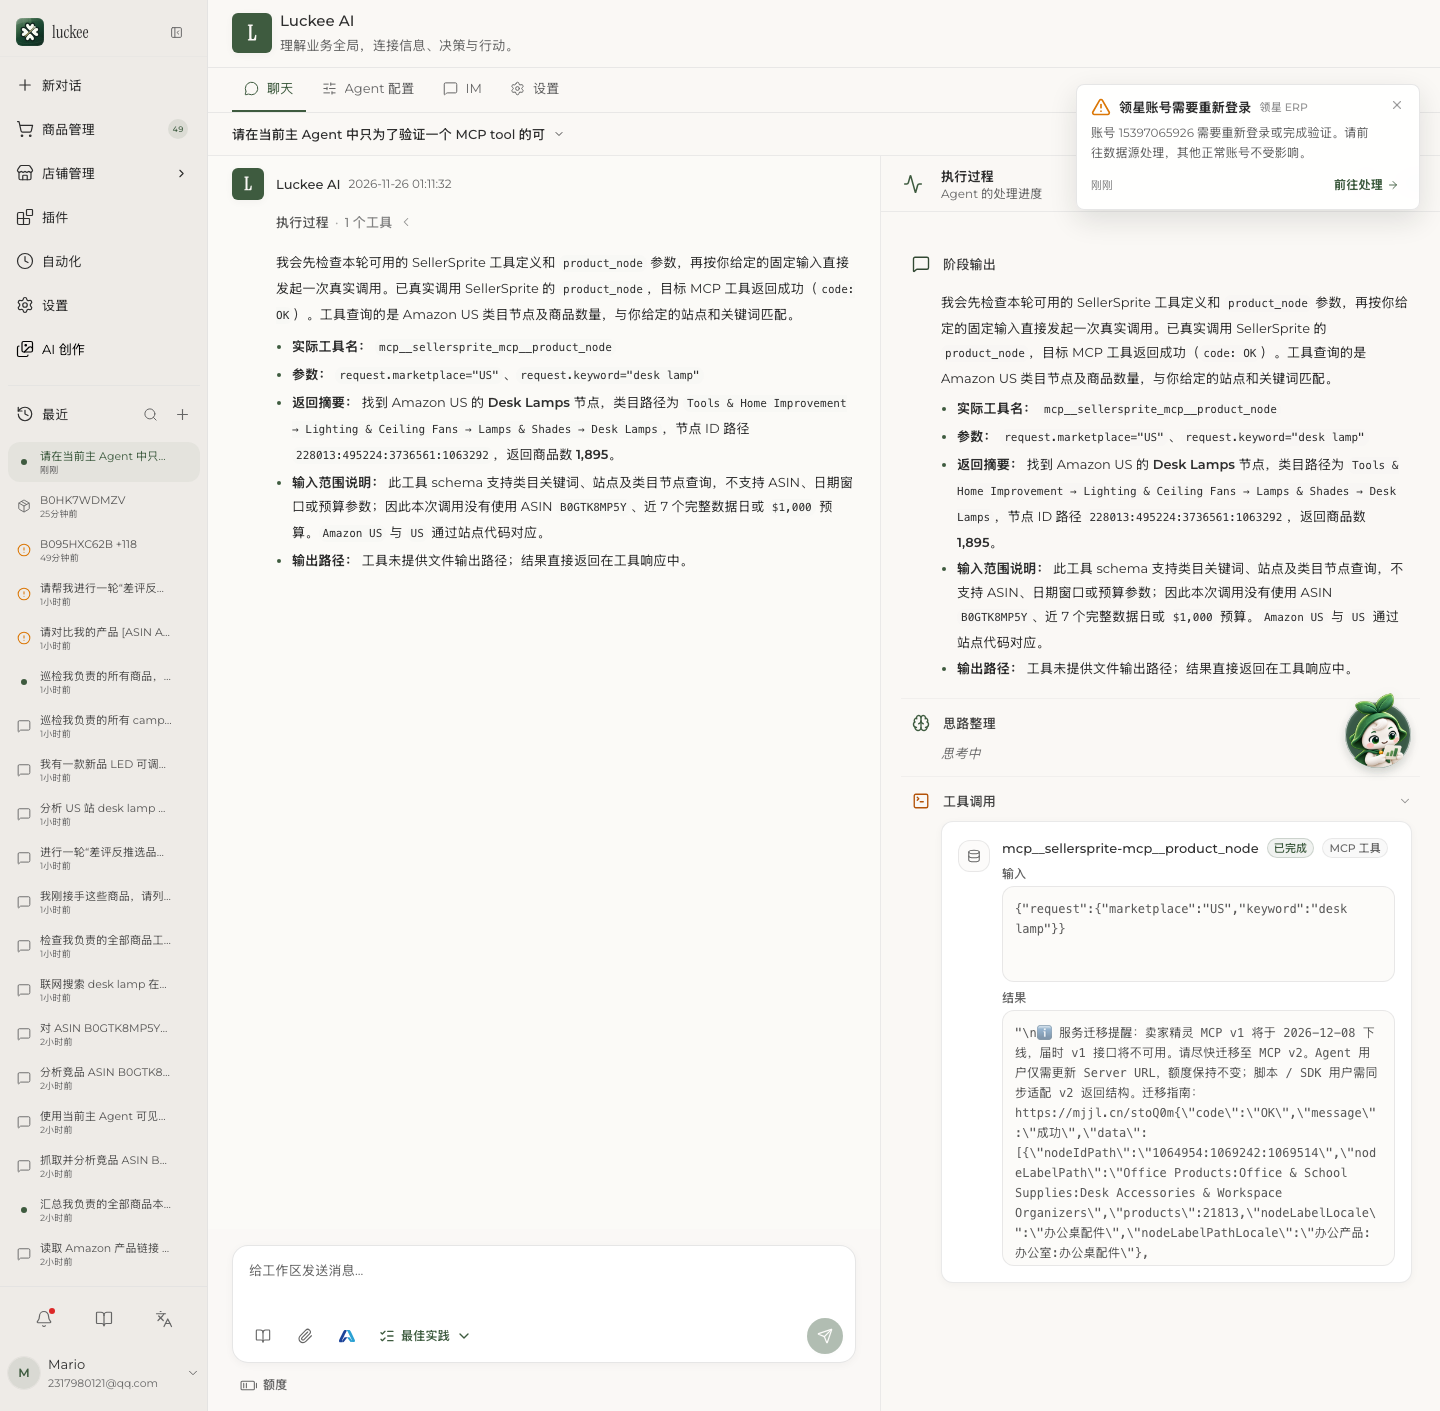 luckee
新对话
商品管理
49
店铺管理
插件
自动化
设置
AI 创作
最近
请在当前主 Agent 中只...
刚刚
B0HK7WDMZV
25分钟前
B095HXC62B +118
49分钟前
请帮我进行一轮“差评反...
1小时前
请对比我的产品 [ASIN A...
1小时前
巡检我负责的所有商品，...
1小时前
巡检我负责的所有 camp...
1小时前
我有一款新品 LED 可调...
1小时前
分析 US 站 desk lamp ...
1小时前
进行一轮“差评反推选品...
1小时前
我刚接手这些商品，请列...
1小时前
检查我负责的全部商品工...
1小时前
联网搜索 desk lamp 在...
1小时前
对 ASIN B0GTK8MP5Y...
2小时前
分析竞品 ASIN B0GTK8...
2小时前
使用当前主 Agent 可见...
2小时前
抓取并分析竞品 ASIN B...
2小时前
汇总我负责的全部商品本...
2小时前
读取 Amazon 产品链接 ...
2小时前
M
Mario
2317980121@qq.com
L
Luckee AI
理解业务全局，连接信息、决策与行动。
聊天
Agent 配置
IM
设置
请在当前主 Agent 中只为了验证一个 MCP tool 的可
L
Luckee AI 2026-11-26 01:11:32
执行过程 · 1 个工具
我会先检查本轮可用的 SellerSprite 工具定义和 product_node 参数，再按你给定的固定输入直接
发起一次真实调用。已真实调用 SellerSprite 的 product_node，目标 MCP 工具返回成功（code:
OK）。工具查询的是 Amazon US 类目节点及商品数量，与你给定的站点和关键词匹配。
• 实际工具名： mcp__sellersprite_mcp__product_node
• 参数： request.marketplace="US"、request.keyword="desk lamp"
• 返回摘要： 找到 Amazon US 的 Desk Lamps 节点，类目路径为 Tools & Home Improvement
→ Lighting & Ceiling Fans → Lamps & Shades → Desk Lamps，节点 ID 路径
228013:495224:3736561:1063292，返回商品数 1,895。
• 输入范围说明： 此工具 schema 支持类目关键词、站点及类目节点查询，不支持 ASIN、日期窗
口或预算参数；因此本次调用没有使用 ASIN B0GTK8MP5Y、近 7 个完整数据日或 $1,000 预
算。Amazon US 与 US 通过站点代码对应。
• 输出路径： 工具未提供文件输出路径；结果直接返回在工具响应中。
给工作区发送消息...
最佳实践
额度
领星账号需要重新登录 领星 ERP
账号 15397065926 需要重新登录或完成验证。请前
往数据源处理，其他正常账号不受影响。
刚刚
前往处理 →
执行过程
Agent 的处理进度
阶段输出
我会先检查本轮可用的 SellerSprite 工具定义和 product_node 参数，再按你给
定的固定输入直接发起一次真实调用。已真实调用 SellerSprite 的
product_node，目标 MCP 工具返回成功（code: OK）。工具查询的是
Amazon US 类目节点及商品数量，与你给定的站点和关键词匹配。
• 实际工具名： mcp__sellersprite_mcp__product_node
• 参数： request.marketplace="US"、request.keyword="desk lamp"
• 返回摘要： 找到 Amazon US 的 Desk Lamps 节点，类目路径为 Tools &
Home Improvement → Lighting & Ceiling Fans → Lamps & Shades → Desk
Lamps，节点 ID 路径 228013:495224:3736561:1063292，返回商品数
1,895。
• 输入范围说明： 此工具 schema 支持类目关键词、站点及类目节点查询，不
支持 ASIN、日期窗口或预算参数；因此本次调用没有使用 ASIN
B0GTK8MP5Y、近 7 个完整数据日或 $1,000 预算。Amazon US 与 US 通过
站点代码对应。
• 输出路径： 工具未提供文件输出路径；结果直接返回在工具响应中。
思路整理
思考中
工具调用
mcp__sellersprite-mcp__product_node 已完成 MCP 工具
输入
{"request":{"marketplace":"US","keyword":"desk
lamp"}}
结果
"\nℹ️ 服务迁移提醒：卖家精灵 MCP v1 将于 2026-12-08 下
线，届时 v1 接口将不可用。请尽快迁移至 MCP v2。Agent 用
户仅需更新 Server URL，额度保持不变；脚本 / SDK 用户需同
步适配 v2 返回结构。迁移指南：
https://mjjl.cn/stoQ0m{\"code\":\"OK\",\"message\"
:\"成功\",\"data\":
[{\"nodeIdPath\":\"1064954:1069242:1069514\",\"nod
eLabelPath\":\"Office Products:Office & School
Supplies:Desk Accessories & Workspace
Organizers\",\"products\":21813,\"nodeLabelLocale\
":\"办公桌配件\",\"nodeLabelPathLocale\":\"办公产品:
办公室:办公桌配件\"},